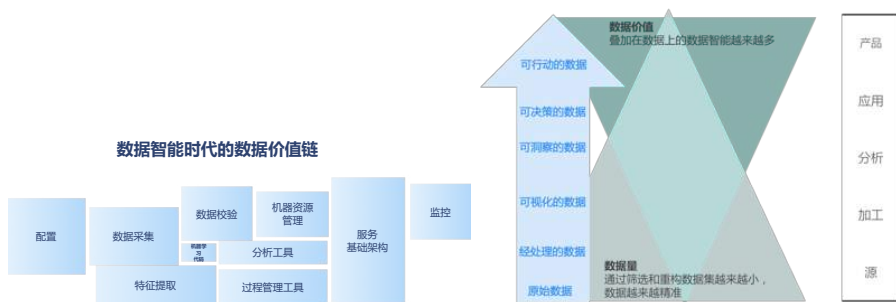 数据智能时代的数据价值链
配置
数据采集
数据校验
机器资源
管理
服务
基础架构
监控
机器学
习
代码
分析工具
特征提取
过程管理工具
数据价值
叠加在数据上的数据智能越来越多
可行动的数据
可决策的数据
可洞察的数据
可视化的数据
经处理的数据
原始数据
数据量
通过筛选和重构数据集越来越小，
数据越来越精准
产品
应用
分析
加工
源